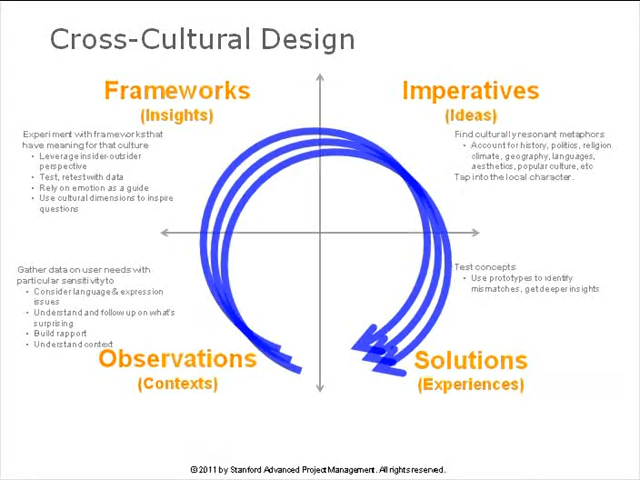 Cross-Cultural Design
Frameworks
(Insights)
Experiment with frameworks that
have meaning for that culture
• Leverage insider-outsider
perspective
• Test, retest with data
• Rely on emotion as a guide
• Use cultural dimensions to inspire
questions
Imperatives
(Ideas)
Find culturally resonant metaphors
• Account for history, politics, religion,
climate, geography, languages,
aesthetics, popular culture, etc
Tap into the local character.
Gather data on user needs with
particular sensitivity to
• Consider language & expression
issues
• Understand and follow up on what's
surprising
• Build rapport
• Understand context
Observations
(Contexts)
Test concepts
• Use prototypes to identify
mismatches, get deeper insights
Solutions
(Experiences)
© 2011 by Stanford Advanced Project Management. All rights reserved.